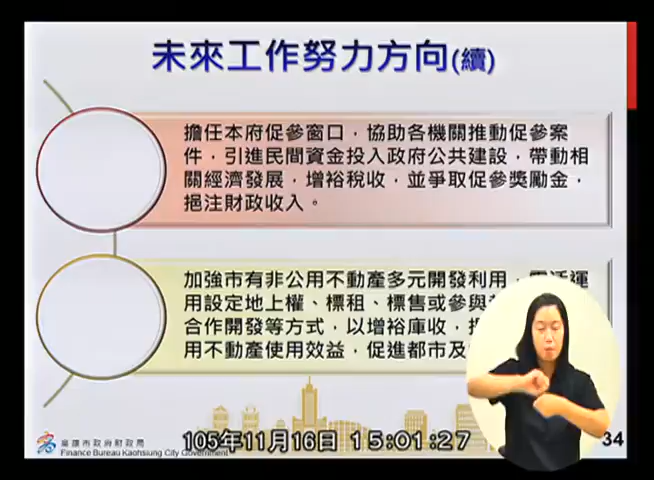 未來工作努力方向(續)
擔任本府促參窗口，協助各機關推動促參案
件，引進民間資金投入政府公共建設，帶動相
關經濟發展，增裕稅收，並爭取促參獎勵金，
挹注財政收入。
加強市有非公用不動產多元開發利用，
用設定地上權、標租、標售或參與
合作開發等方式，以增裕庫收，
用不動產使用效益，促進都市及
高雄市政府財政局
Finance Bureau Kaohsiung City Government
105年11月16日 15:01:27
34